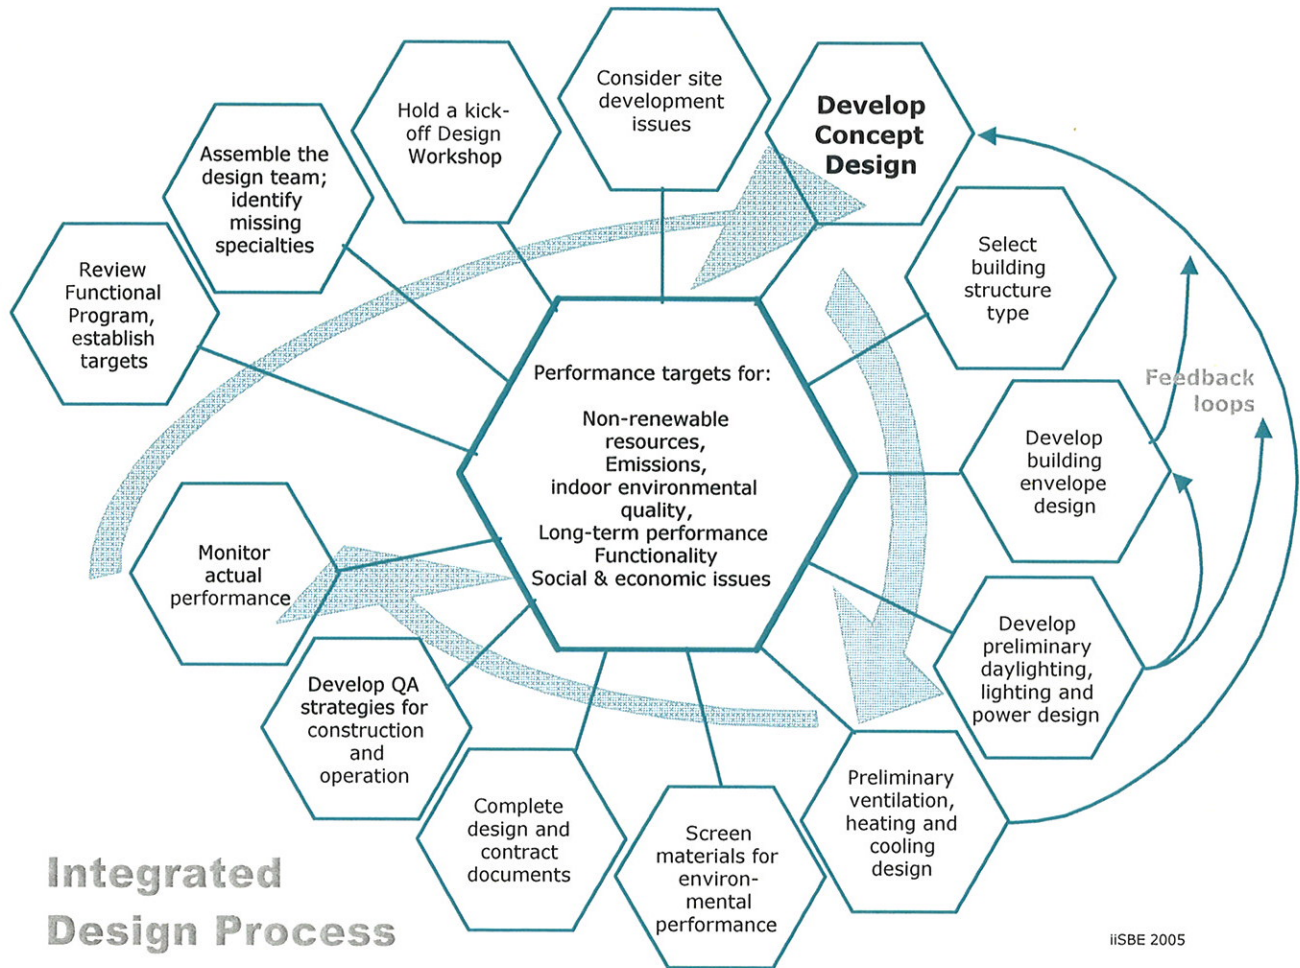 Review
Functional
Program,
establish
targets
Assemble the
design team;
identify
missing
specialties
Hold a kick-
off Design
Workshop
Consider site
development
issues
Develop
Concept
Design
Select
building
structure
type
Develop
building
envelope
design
Develop
preliminary
daylighting,
lighting and
power design
Preliminary
ventilation,
heating and
cooling
design
Screen
materials for
environ-
mental
performance
Complete
design and
contract
documents
Develop QA
strategies for
construction
and
operation
Monitor
actual
performance
Performance targets for:
Non-renewable
resources,
Emissions,
indoor environmental
quality,
Long-term performance
Functionality
Social & economic issues
Feedback
loops
Integrated
Design Process
iiSBE 2005